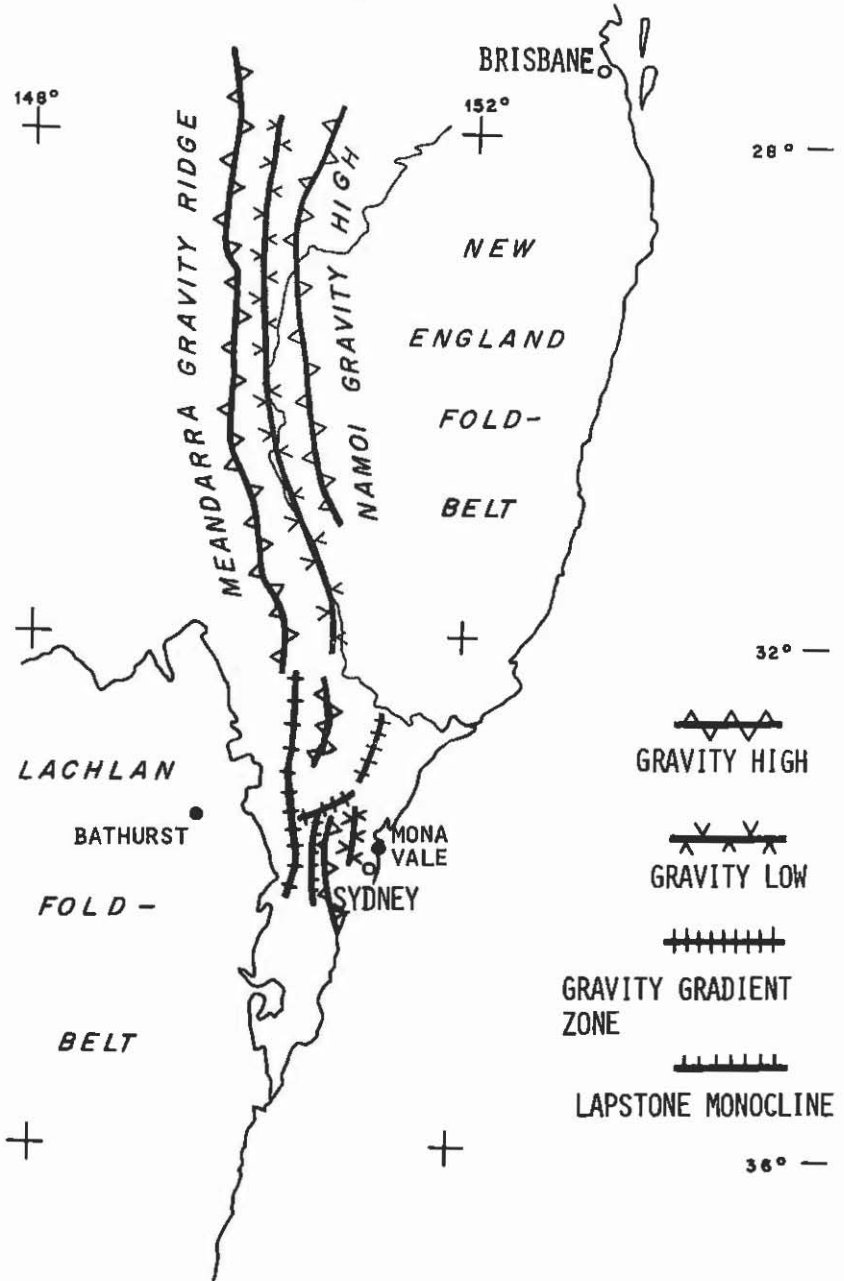 BRISBANE
148°
152°
28°
MEANDARRA GRAVITY RIDGE
NAMOI GRAVITY HIGH
NEW
ENGLAND
FOLD-
BELT
32°
LACHLAN
BATHURST
FOLD-
BELT
MONA
VALE
SYDNEY
GRAVITY HIGH
GRAVITY LOW
GRAVITY GRADIENT
ZONE
LAPSTONE MONOCLINE
36°